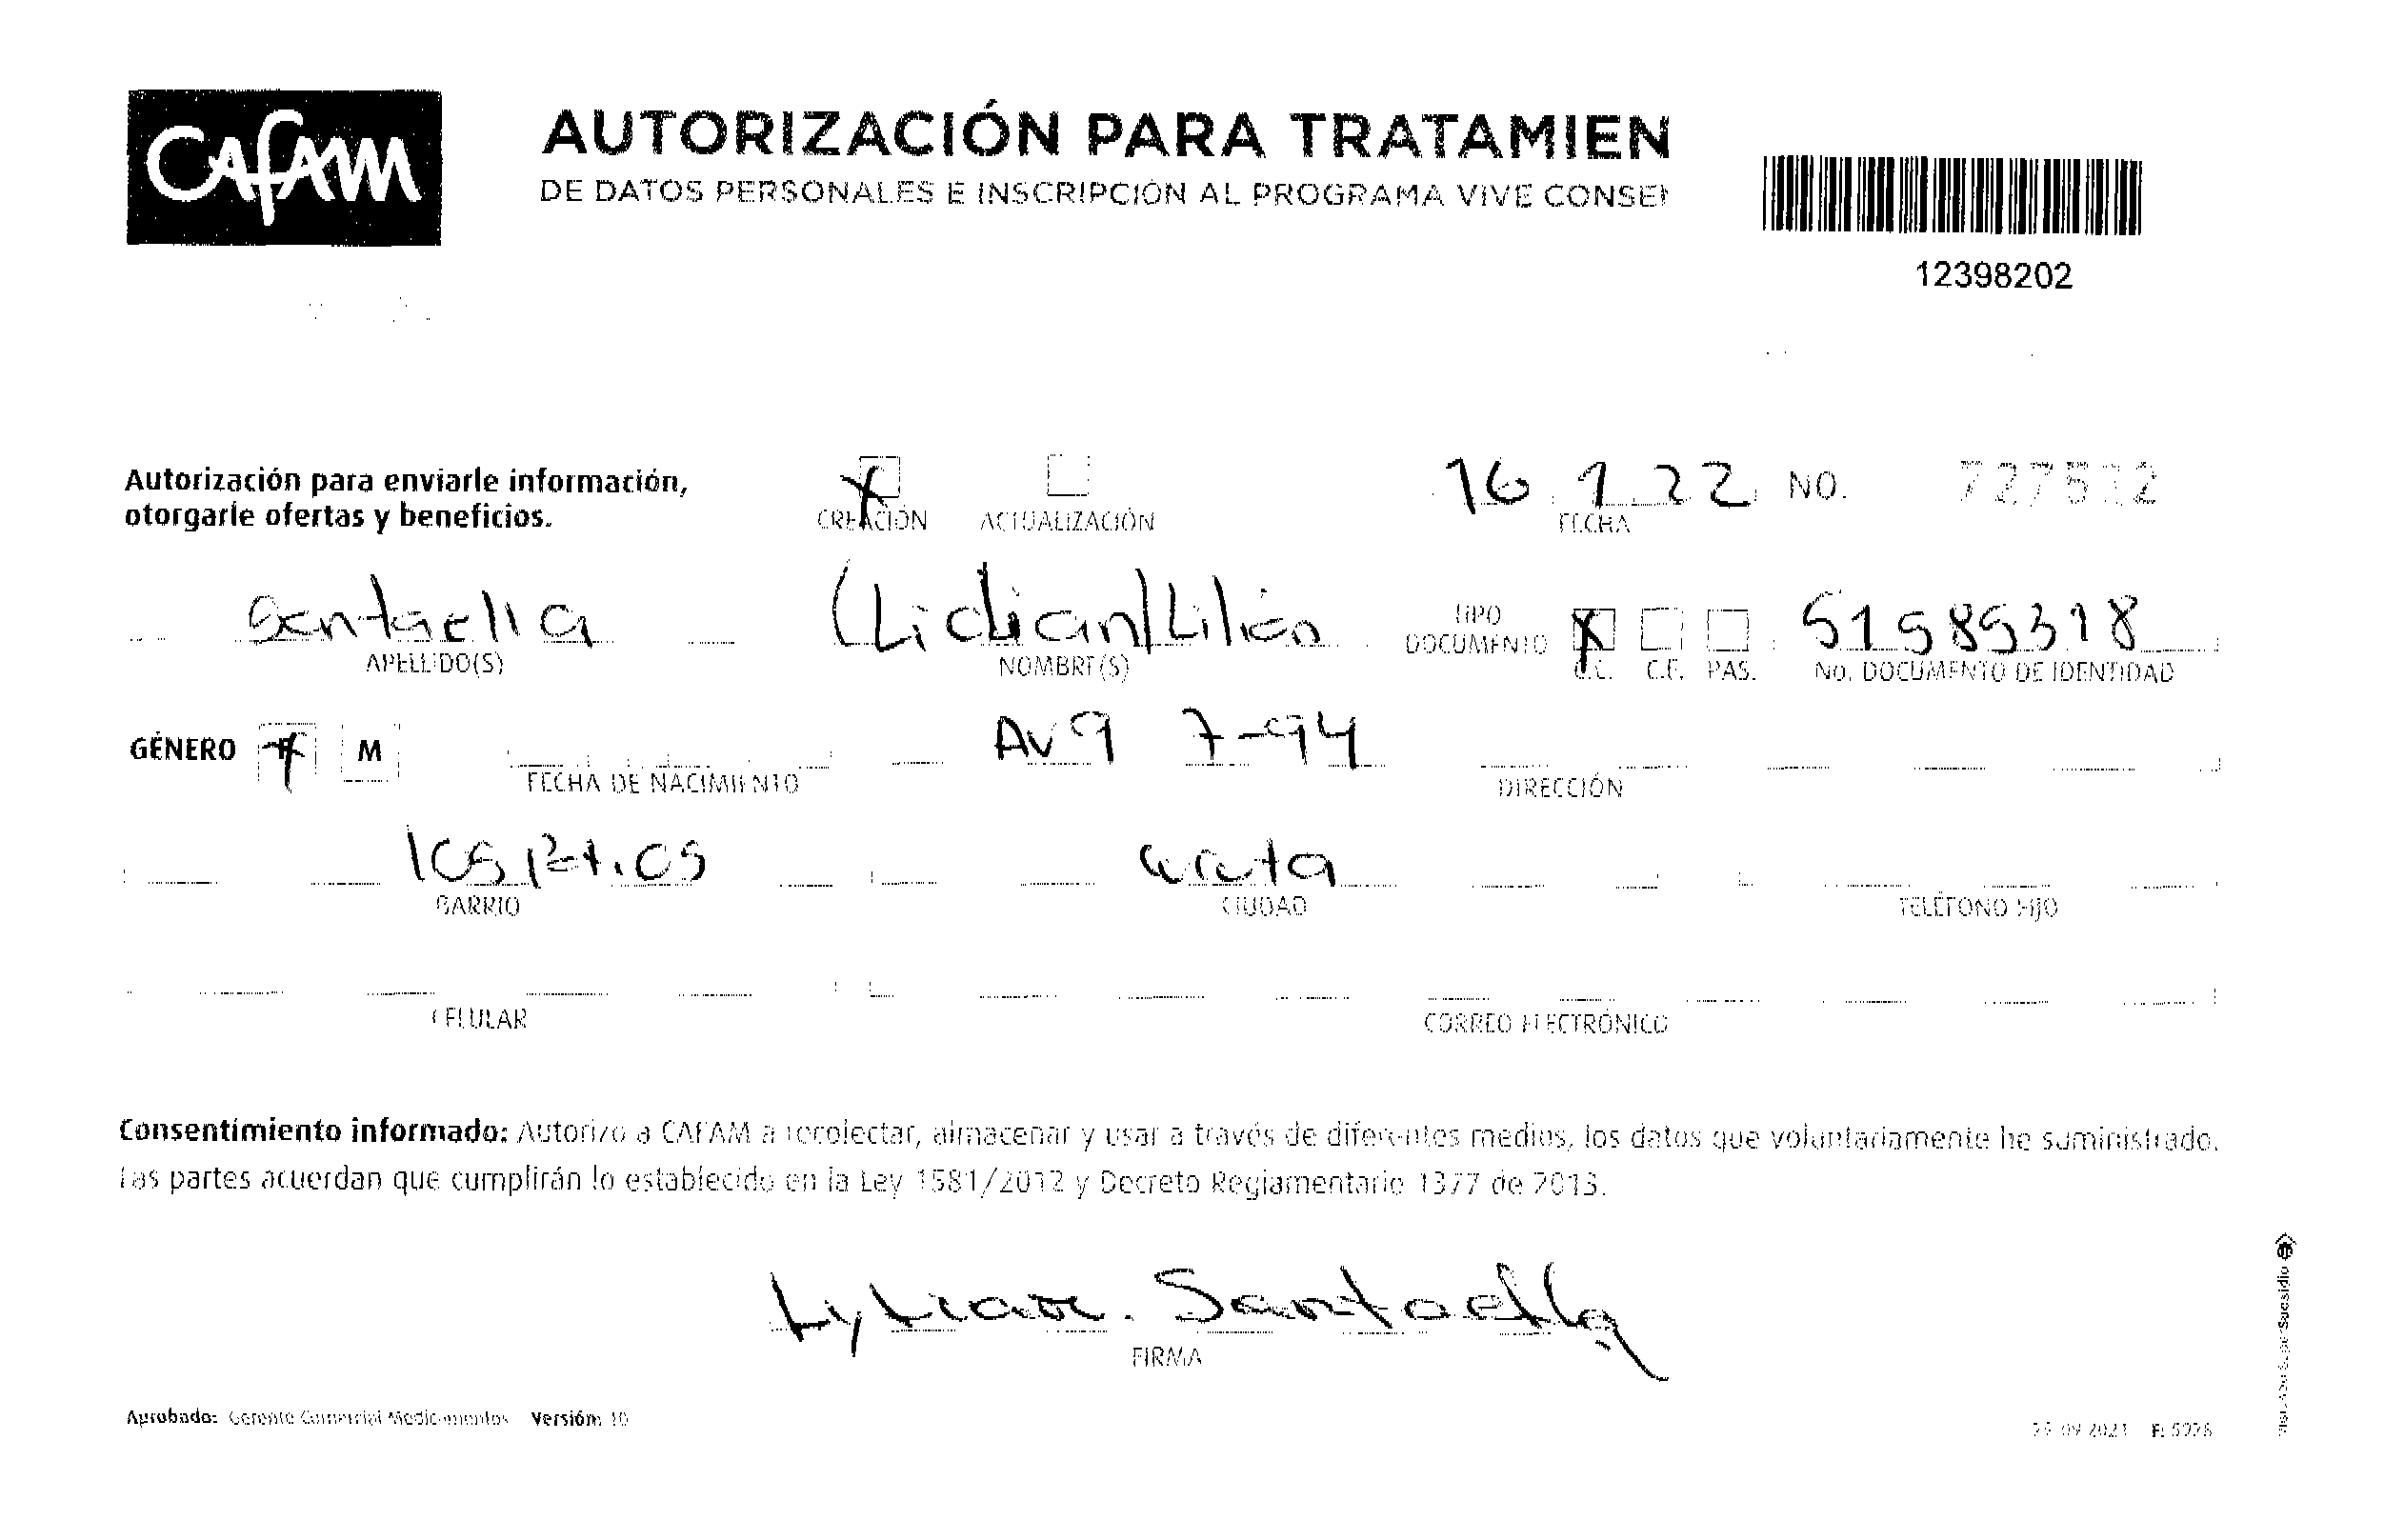 CAFAM
AUTORIZACIÓN PARA TRATAMIEN
DE DATOS PERSONALES E INSCRIPCIÓN AL PROGRAMA VIVE CONSE
12398202
Autorización para enviarle información,
otorgarle ofertas y beneficios.
X CREACIÓN ACTUALIZACIÓN
16 1 22 FECHA NO.
Santaella APELLIDO(S)
NOMBRE(S)
TIPO DOCUMENTO X C.C. C.E. PAS.
No. DOCUMENTO DE IDENTIDAD
GÉNERO F M
FECHA DE NACIMIENTO
Av 9 7-94 DIRECCIÓN
BARRIO
CIUDAD
TELÉFONO FIJO
CELULAR
CORREO ELECTRÓNICO
Consentimiento informado: Autorizo a CAFAM a recolectar, almacenar y usar a través de diferentes medios, los datos que voluntariamente he suministrado.
Las partes acuerdan que cumplirán lo establecido en la Ley 1581/2012 y Decreto Reglamentario 1377 de 2013.
Santaella
FIRMA
Aprobado: Gerente Comercial Medicamentos Versión: 10
09 2021